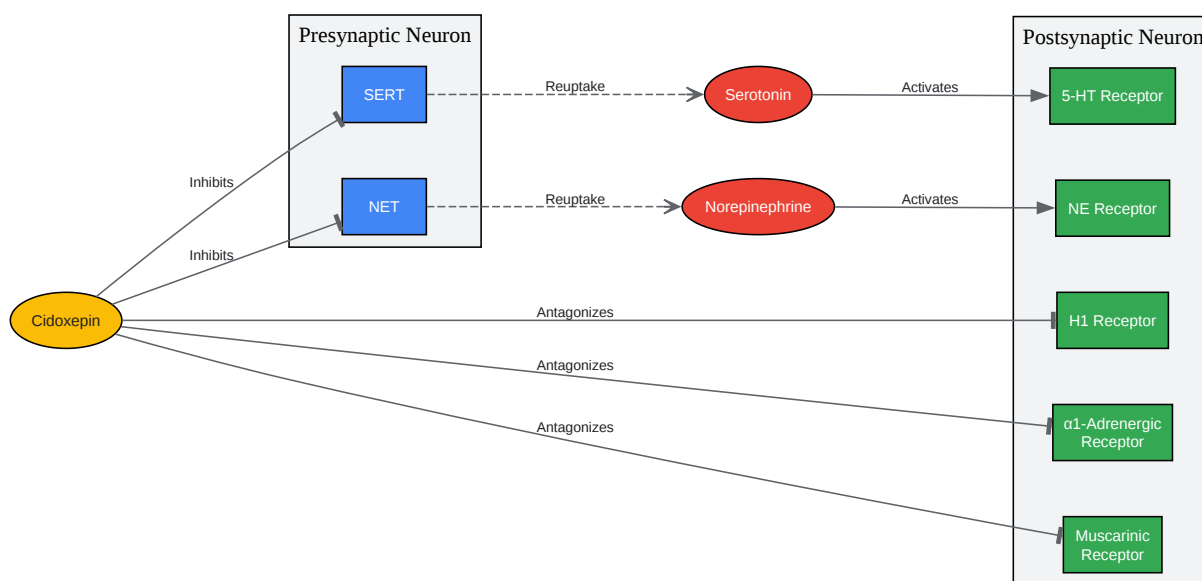 Presynaptic Neuron
Postsynaptic Neuron
SERT
Reuptake
Serotonin
Activates
5-HT Receptor
Inhibits
NET
Reuptake
Norepinephrine
Activates
NE Receptor
Inhibits
Cidoxepin
Antagonizes
H1 Receptor
Antagonizes
α1-Adrenergic
Receptor
Antagonizes
Muscarinic
Receptor